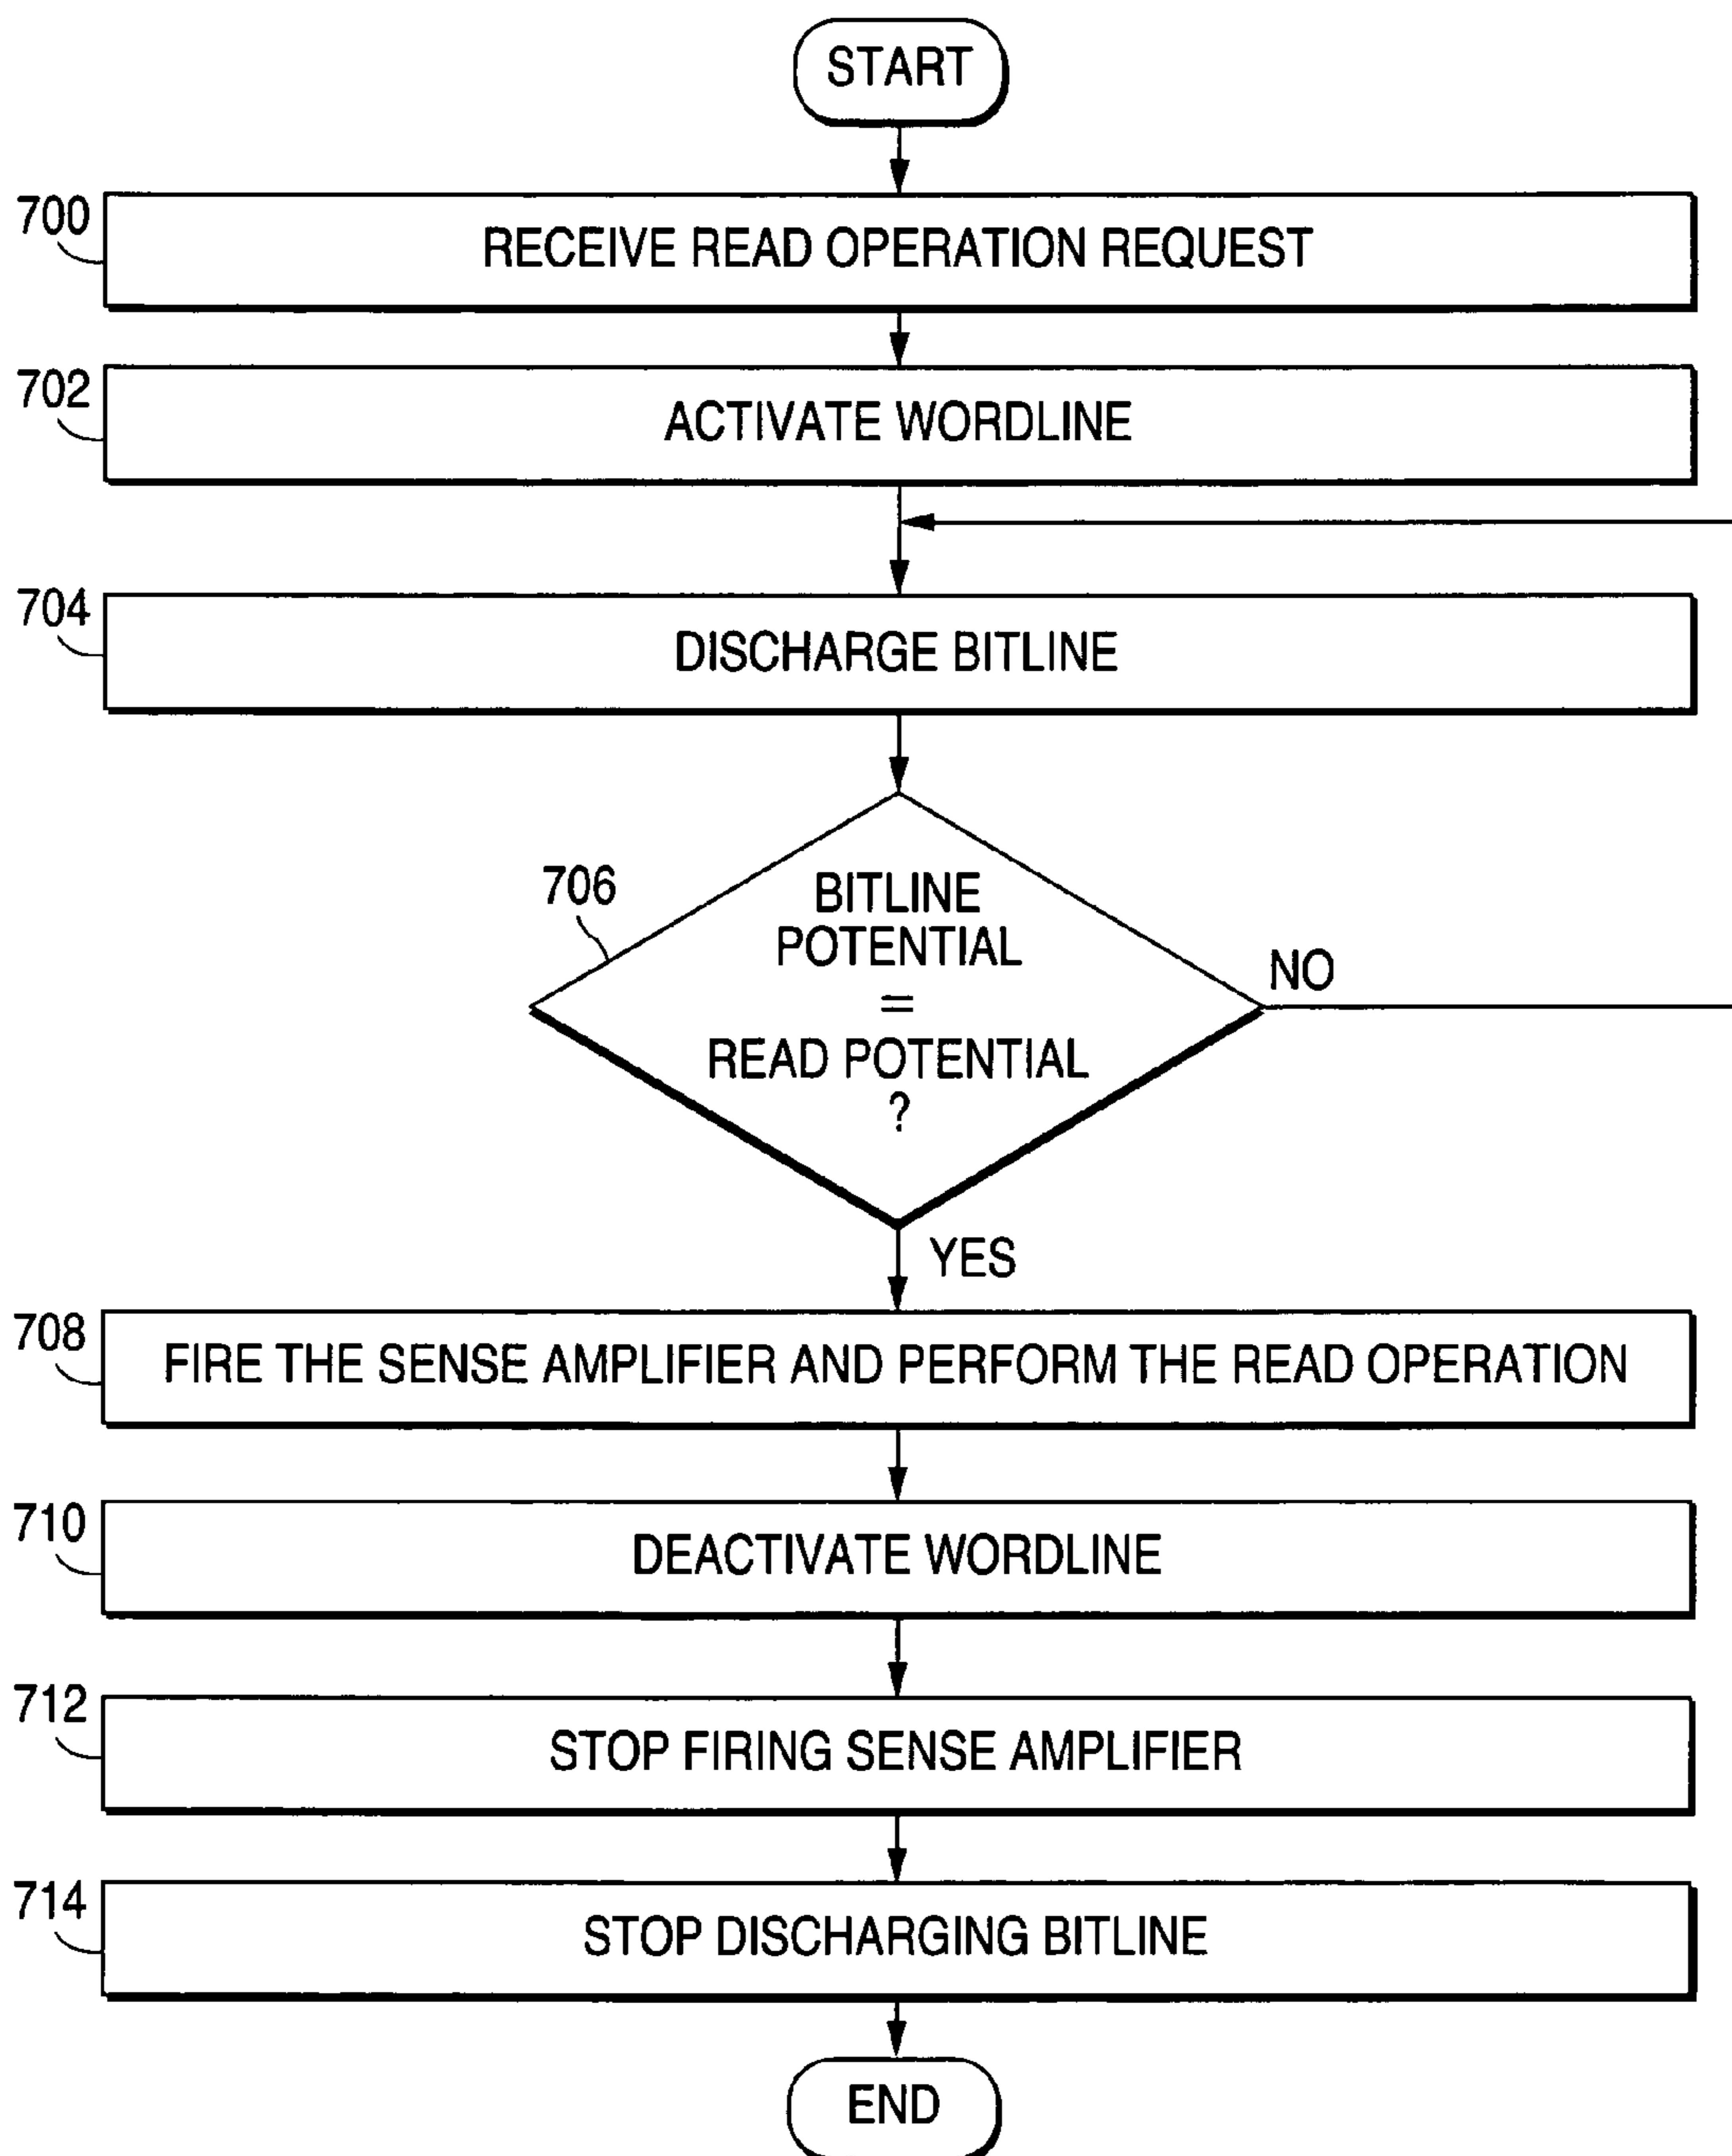 START
700
RECEIVE READ OPERATION REQUEST
702
ACTIVATE WORDLINE
704
DISCHARGE BITLINE
706
BITLINE
POTENTIAL
=
READ POTENTIAL
?
NO
YES
708
FIRE THE SENSE AMPLIFIER AND PERFORM THE READ OPERATION
710
DEACTIVATE WORDLINE
712
STOP FIRING SENSE AMPLIFIER
714
STOP DISCHARGING BITLINE
END